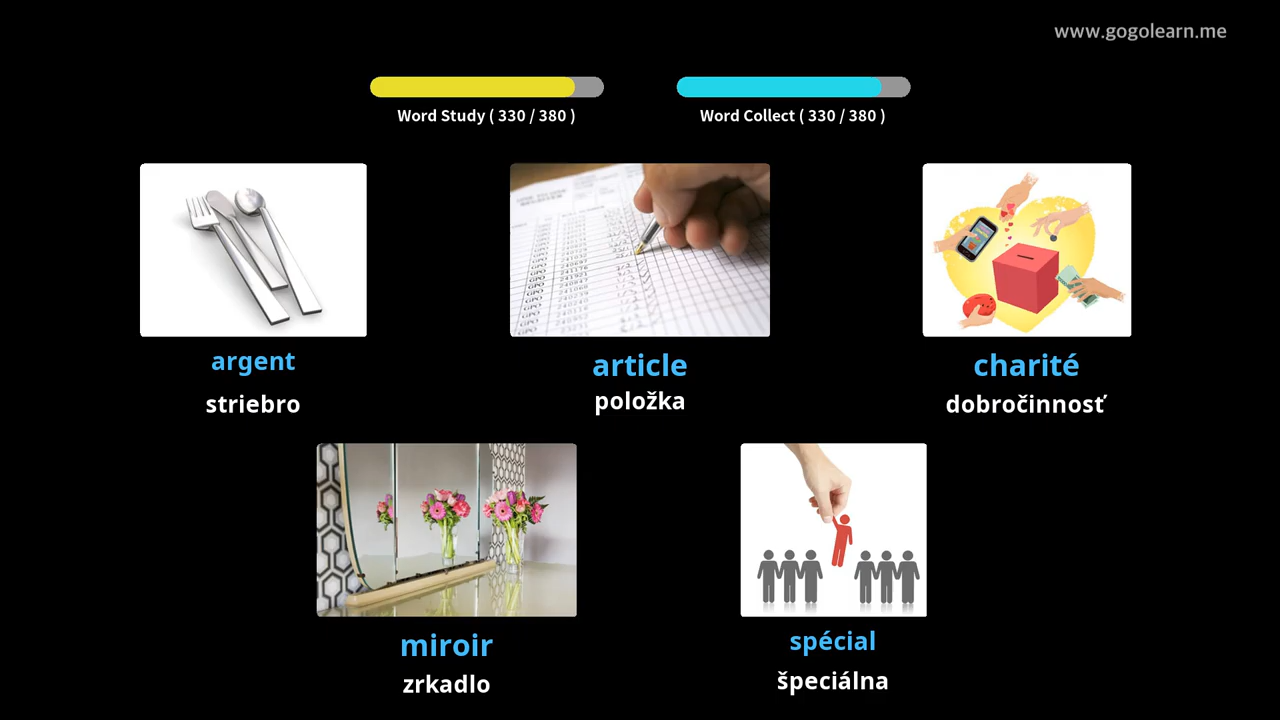 www.gogolearn.me
Word Study ( 330 / 380 )
Word Collect ( 330 / 380 )
argent
striebro
article
položka
charité
dobročinnosť
miroir
zrkadlo
spécial
špeciálna